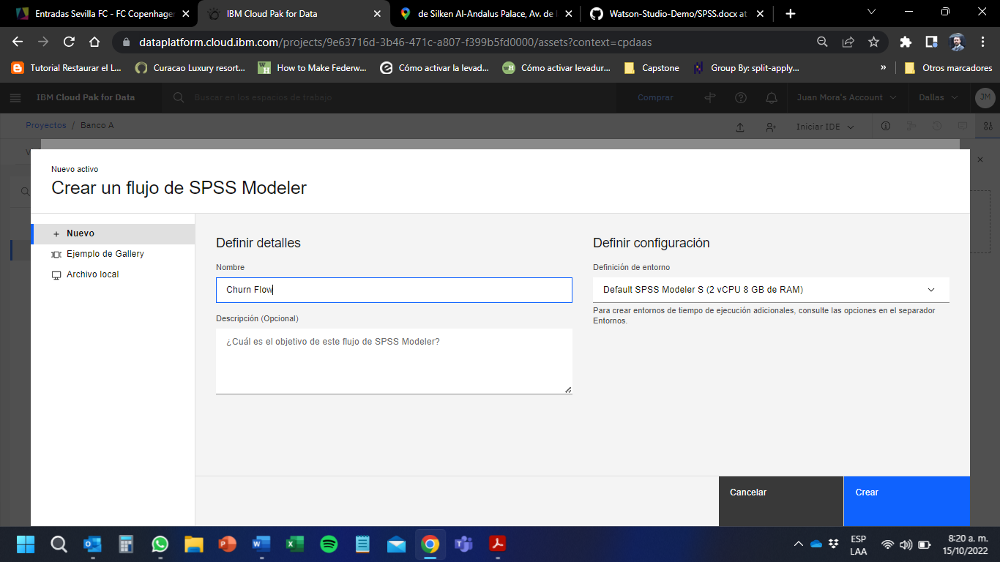 Entradas Sevilla FC - FC Copenhagen
IBM Cloud Pak for Data
de Silken Al-Andalus Palace, Av. de
Watson-Studio-Demo/SPSS.docx at
dataplatform.cloud.ibm.com/projects/9e63716d-3b46-471c-a807-f399b5fd0000/assets?context=cpdaas
Tutorial Restaurar el L...
Curacao Luxury resort...
How to Make Federw...
Cómo activar la levad...
Cómo activar levadur...
Capstone
Group By: split-apply...
»
Otros marcadores
IBM Cloud Pak for Data
Buscar en los espacios de trabajo
Comprar
Juan Mora's Account
Dallas
JM
Proyectos / Banco A
Iniciar IDE
Nuevo activo
Crear un flujo de SPSS Modeler
Nuevo
Ejemplo de Gallery
Archivo local
Definir detalles
Nombre
Churn Flow
Descripción (Opcional)
¿Cuál es el objetivo de este flujo de SPSS Modeler?
Definir configuración
Definición de entorno
Default SPSS Modeler S (2 vCPU 8 GB de RAM)
Para crear entornos de tiempo de ejecución adicionales, consulte las opciones en el separador
Entornos.
Cancelar
Crear
ESP
LAA
8:20 a. m.
15/10/2022